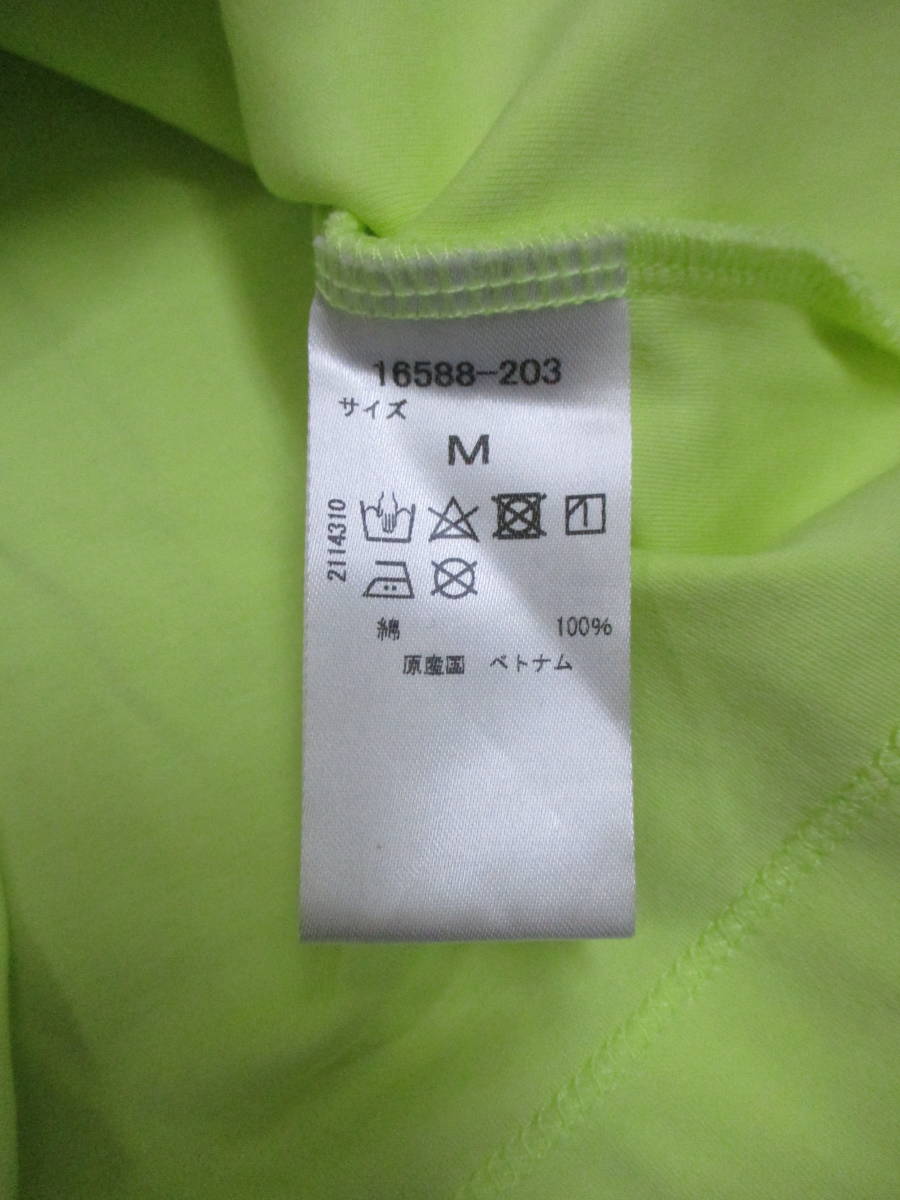 16588-203
サイズ
M
2114310
綿 100%
原産国 ベトナム